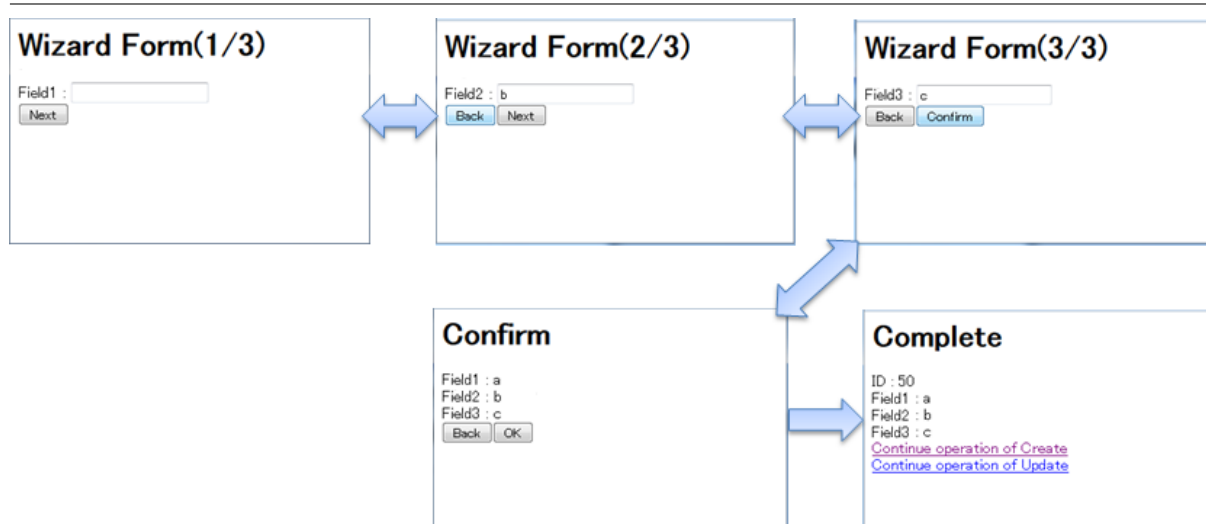 Wizard Form(1/3)
Field1 :
Next
Wizard Form(2/3)
Field2 : b
Back Next
Wizard Form(3/3)
Field3 : c
Back Confirm
Confirm
Field1 : a
Field2 : b
Field3 : c
Back OK
Complete
ID : 50
Field1 : a
Field2 : b
Field3 : c
Continue operation of Create
Continue operation of Update